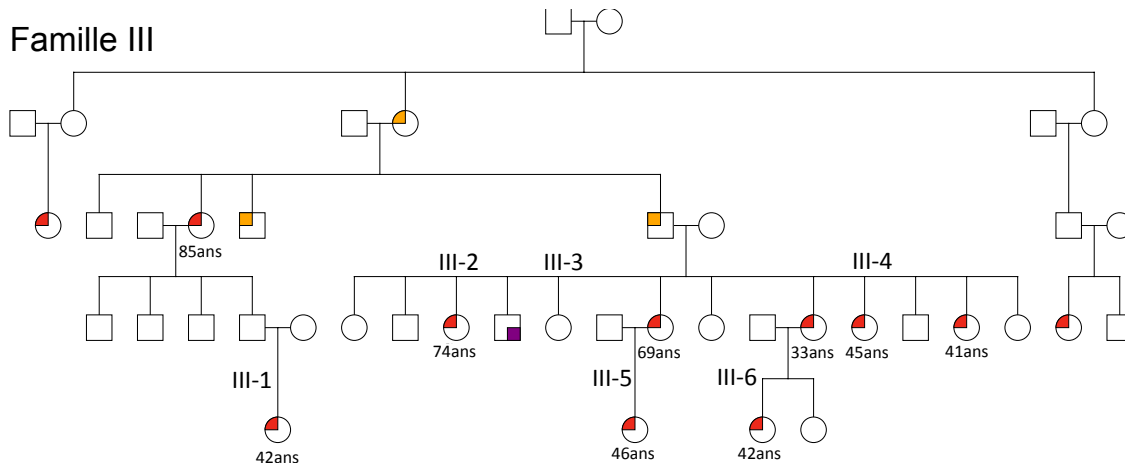 Famille III
85ans
III-2 III-3 III-4
74ans 69ans 33ans 45ans 41ans
III-1 III-5 III-6
42ans 46ans 42ans